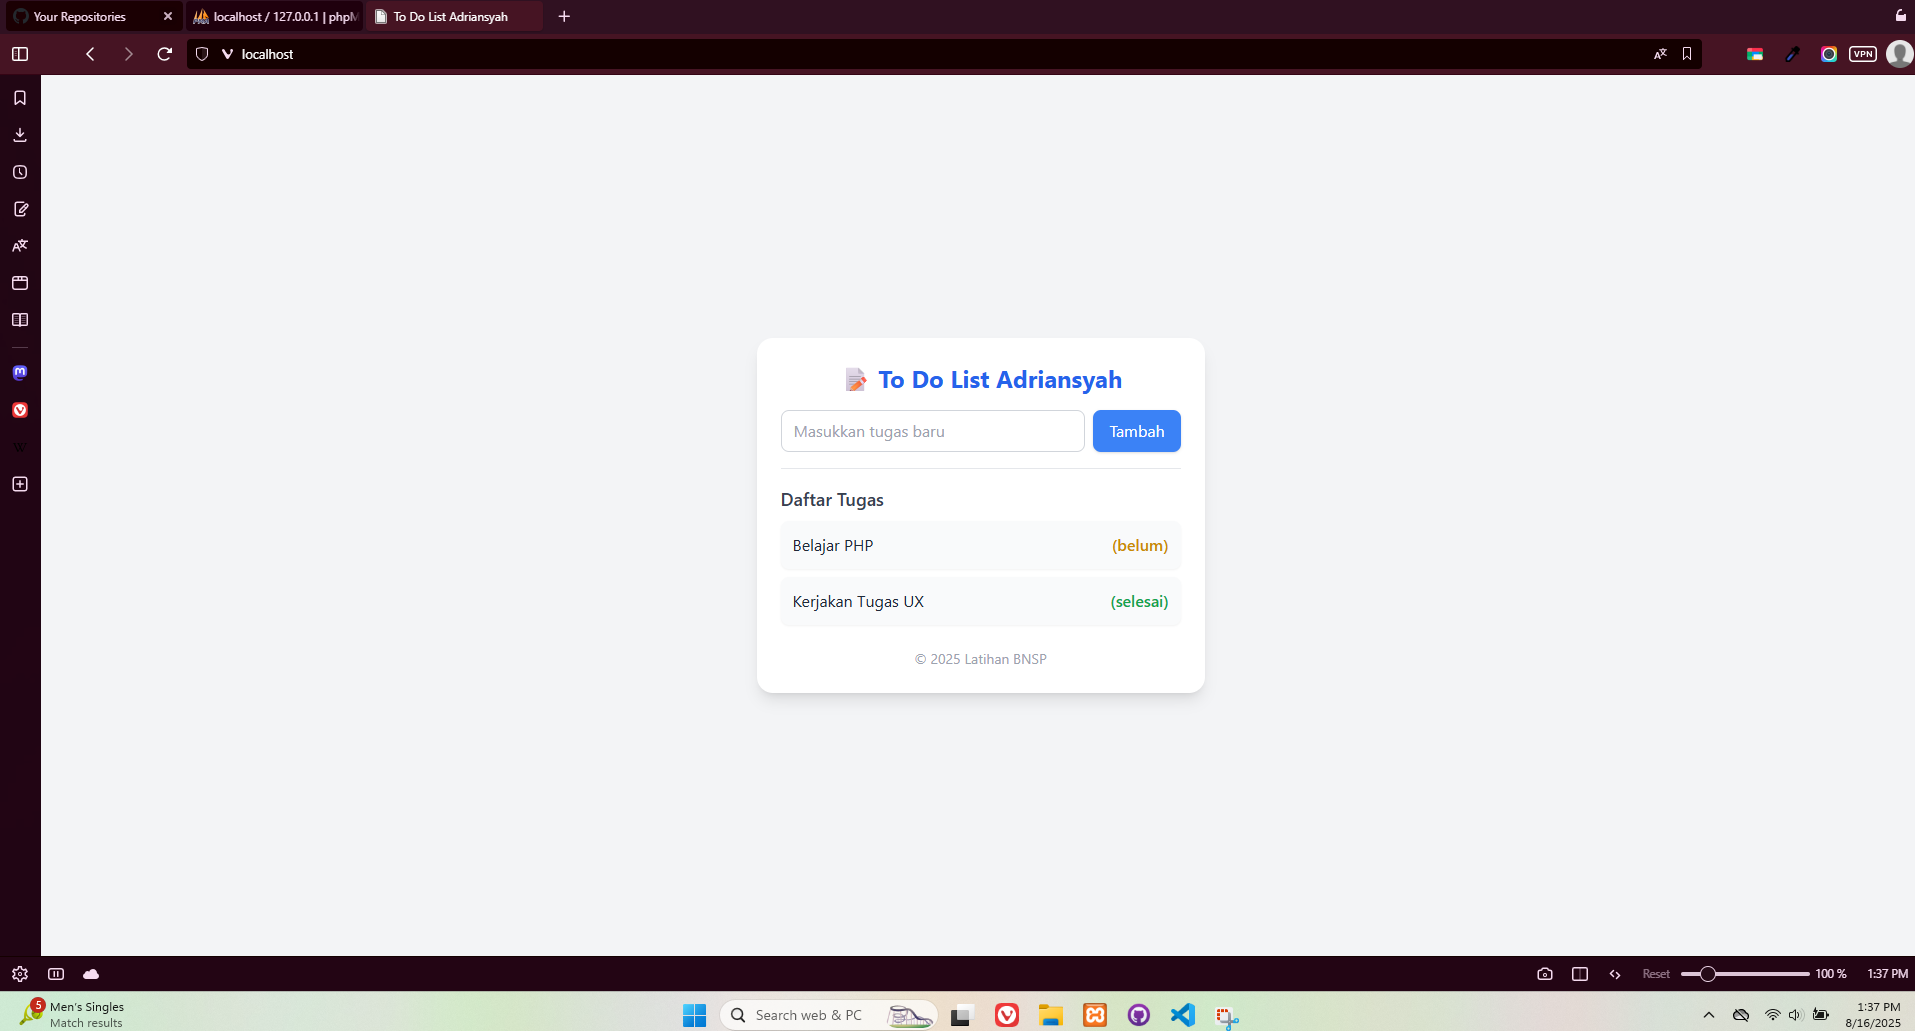 Your Repositories
localhost / 127.0.0.1 | phpM
To Do List Adriansyah
localhost
VPN
To Do List Adriansyah
Masukkan tugas baru
Tambah
Daftar Tugas
Belajar PHP
(belum)
Kerjakan Tugas UX
(selesai)
© 2025 Latihan BNSP
Reset
100 %
1:37 PM
5
Men's Singles
Match results
Search web & PC
1:37 PM
8/16/2025